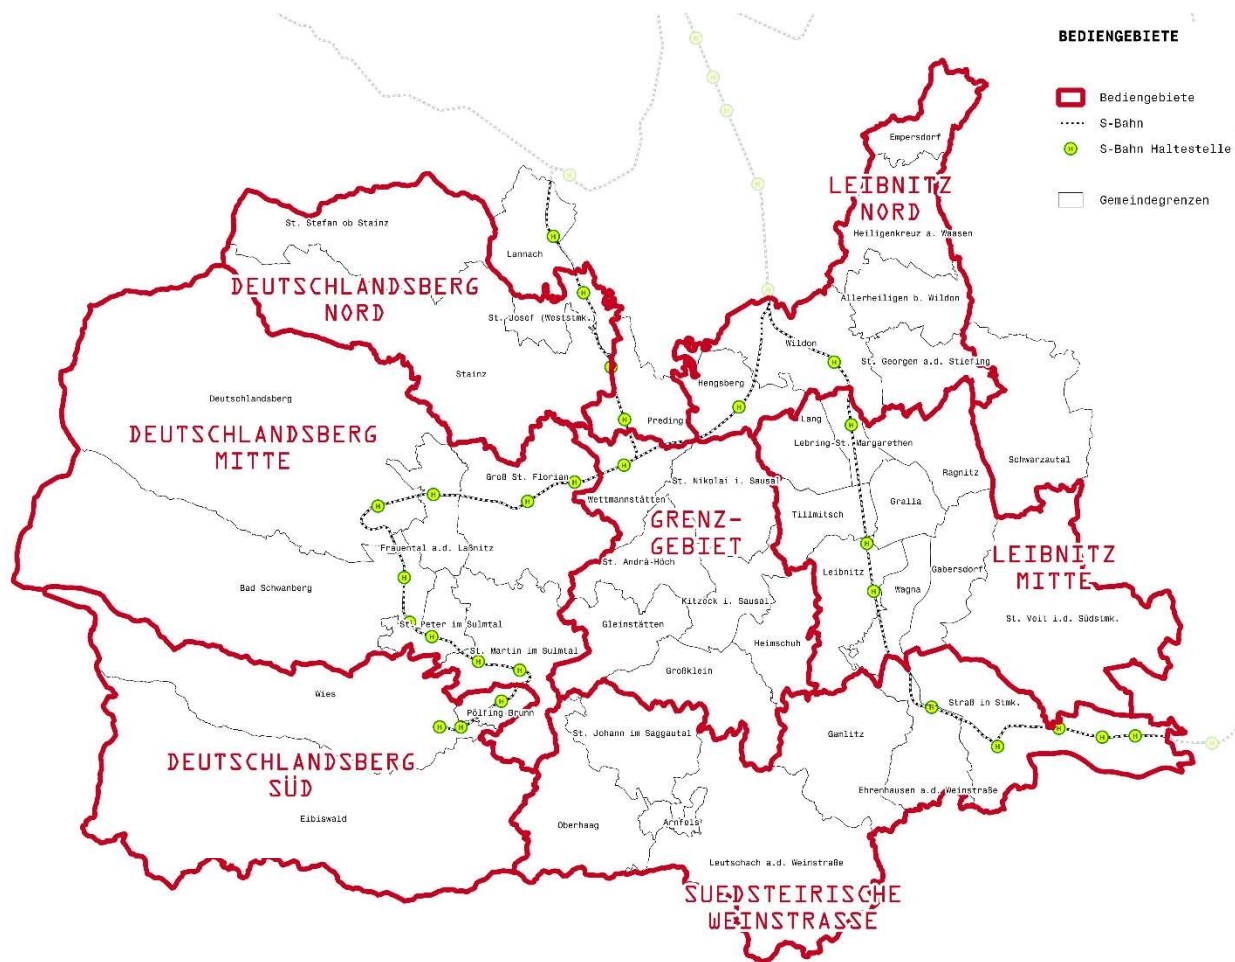 BEDIENGEBIETE
Bediengebiete
S-Bahn
H S-Bahn Haltestelle
Gemeindegrenzen
Empersdorf
LEIBNITZ
NORD
Heiligenkreuz a. Waasen
St. Stefan ob Stainz
Lannach
DEUTSCHLANDSBERG
NORD
Allerheiligen b. Wildon
St. Josef (Weststmk.)
Wildon
St. Georgen a.d. Stiefing
Stainz
Hengsberg
Deutschlandsberg
Preding
Lang
DEUTSCHLANDSBERG
MITTE
Lebring-St. Margarethen
Schwarzautal
Ragnitz
Groß St. Florian
St. Nikolai i. Sausal
Wettmannstätten
Gralla
Tillmitsch
GRENZ-
GEBIET
Frauental a.d. Laßnitz
LEIBNITZ
MITTE
St. Andrä-Höch
Leibnitz
Gabersdorf
Bad Schwanberg
Wagna
Kitzeck i. Sausal
St. Veit i.d. Südstmk.
St. Peter im Sulmtal
Gleinstätten
Heimschuh
St. Martin im Sulmtal
Großklein
Wies
Straß in Stmk.
Pölfing-Brunn
St. Johann im Saggautal
Gamlitz
DEUTSCHLANDSBERG
SÜD
Ehrenhausen a.d. Weinstraße
Eibiswald
Oberhaag
Arnfels
Leutschach a.d. Weinstraße
SUEDSTEIRISCHE
WEINSTRASSE